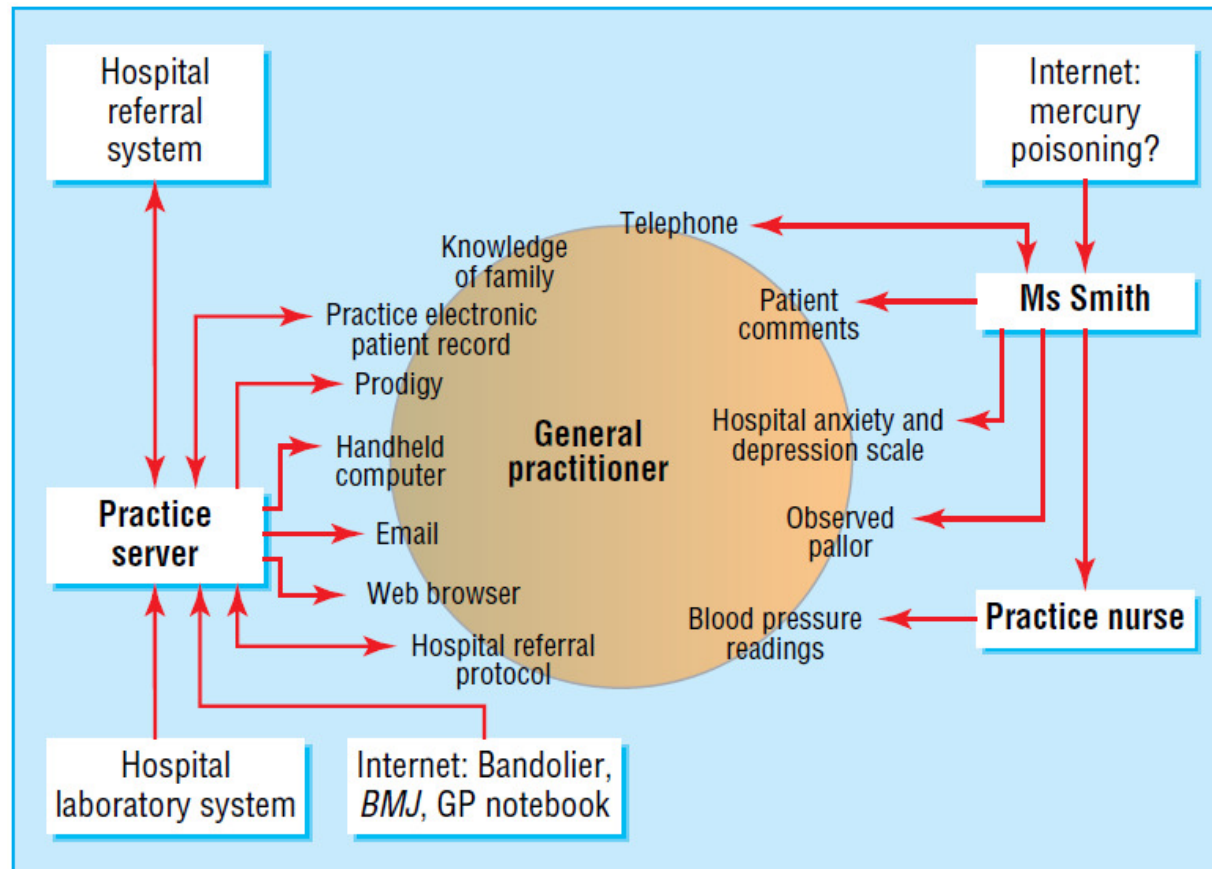 Hospital
referral
system
Internet:
mercury
poisoning?
Telephone
Knowledge
of family
Practice electronic
patient record
Prodigy
Handheld
computer
Email
Web browser
Hospital referral
protocol
General
practitioner
Patient
comments
Hospital anxiety and
depression scale
Observed
pallor
Blood pressure
readings
Ms Smith
Practice nurse
Practice
server
Hospital
laboratory system
Internet: Bandolier,
BMJ, GP notebook